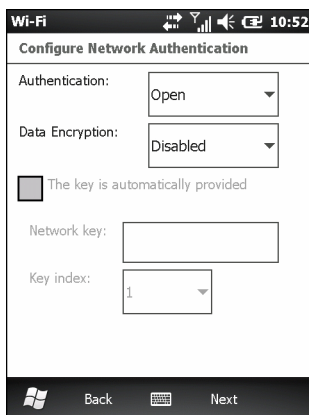 Wi-Fi 10:52
Configure Network Authentication
Authentication:
Open
Data Encryption:
Disabled
The key is automatically provided
Network key:
Key index:
1
Back Next